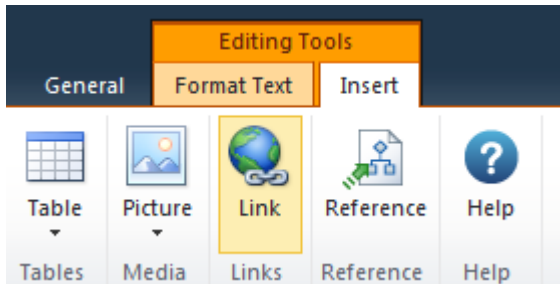 Editing Tools
General Format Text Insert
Table Picture Link Reference Help
Tables Media Links Reference Help